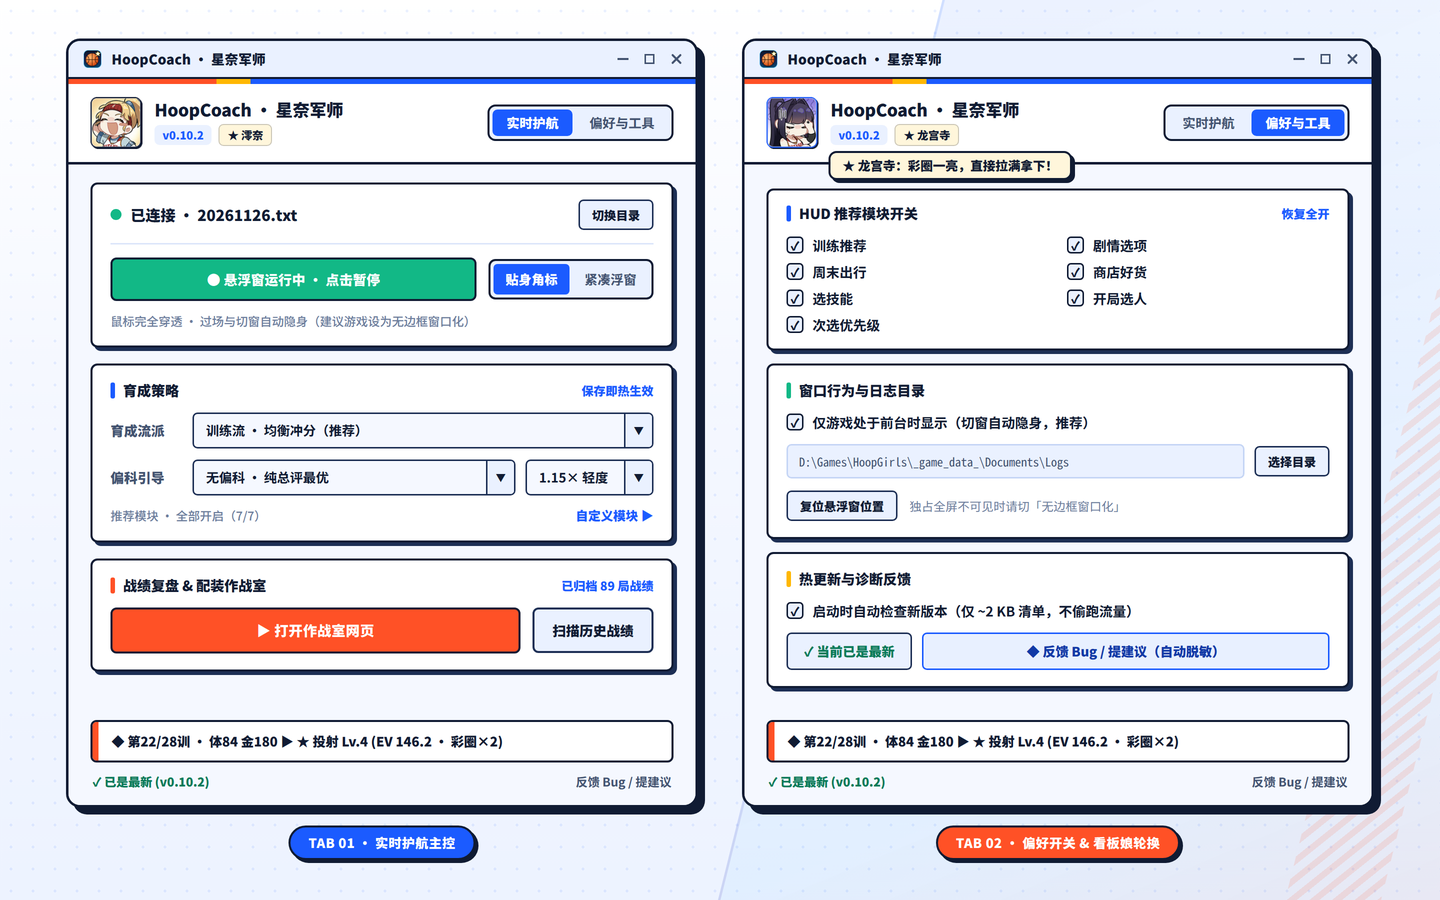 HoopCoach · 星奈军师
HoopCoach · 星奈军师
v0.10.2 ★ 澪奈
实时护航 偏好与工具
已连接 · 20261126.txt
切换目录
● 悬浮窗运行中 · 点击暂停
贴身角标 紧凑浮窗
鼠标完全穿透 · 过场与切窗自动隐身（建议游戏设为无边框窗口化）
育成策略
保存即热生效
育成流派 训练流 · 均衡冲分（推荐） ▼
偏科引导 无偏科 · 纯总评最优 ▼ 1.15× 轻度 ▼
推荐模块 · 全部开启（7/7）
自定义模块 ▶
战绩复盘 & 配装作战室
已归档 89 局战绩
▶ 打开作战室网页
扫描历史战绩
◆ 第22/28训 · 体84 金180 ▶ ★ 投射 Lv.4 (EV 146.2 · 彩圈×2)
✓ 已是最新 (v0.10.2)
反馈 Bug / 提建议
TAB 01 · 实时护航主控
HoopCoach · 星奈军师
HoopCoach · 星奈军师
v0.10.2 ★ 龙宫寺
实时护航 偏好与工具
★ 龙宫寺：彩圈一亮，直接拉满拿下！
HUD 推荐模块开关
恢复全开
✓ 训练推荐 ✓ 剧情选项
✓ 周末出行 ✓ 商店好货
✓ 选技能 ✓ 开局选人
✓ 次选优先级
窗口行为与日志目录
✓ 仅游戏处于前台时显示（切窗自动隐身，推荐）
D:\Games\HoopGirls\_game_data_\Documents\Logs
选择目录
复位悬浮窗位置 独占全屏不可见时请切「无边框窗口化」
热更新与诊断反馈
✓ 启动时自动检查新版本（仅 ~2 KB 清单，不偷跑流量）
✓ 当前已是最新
◆ 反馈 Bug / 提建议（自动脱敏）
◆ 第22/28训 · 体84 金180 ▶ ★ 投射 Lv.4 (EV 146.2 · 彩圈×2)
✓ 已是最新 (v0.10.2)
反馈 Bug / 提建议
TAB 02 · 偏好开关 & 看板娘轮换